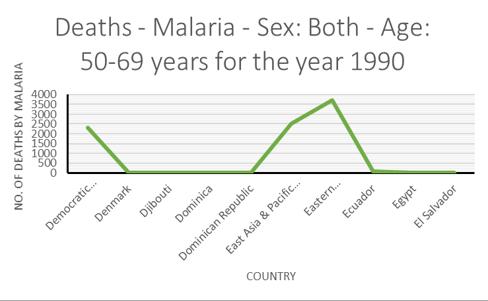 Deaths - Malaria - Sex: Both - Age:
50-69 years for the year 1990
NO. OF DEATHS BY MALARIA
4000
3500
3000
2500
2000
1500
1000
500
0
Democratic...
Denmark
Djibouti
Dominica
Dominican Republic
East Asia & Pacific...
Eastern...
Ecuador
Egypt
El Salvador
COUNTRY